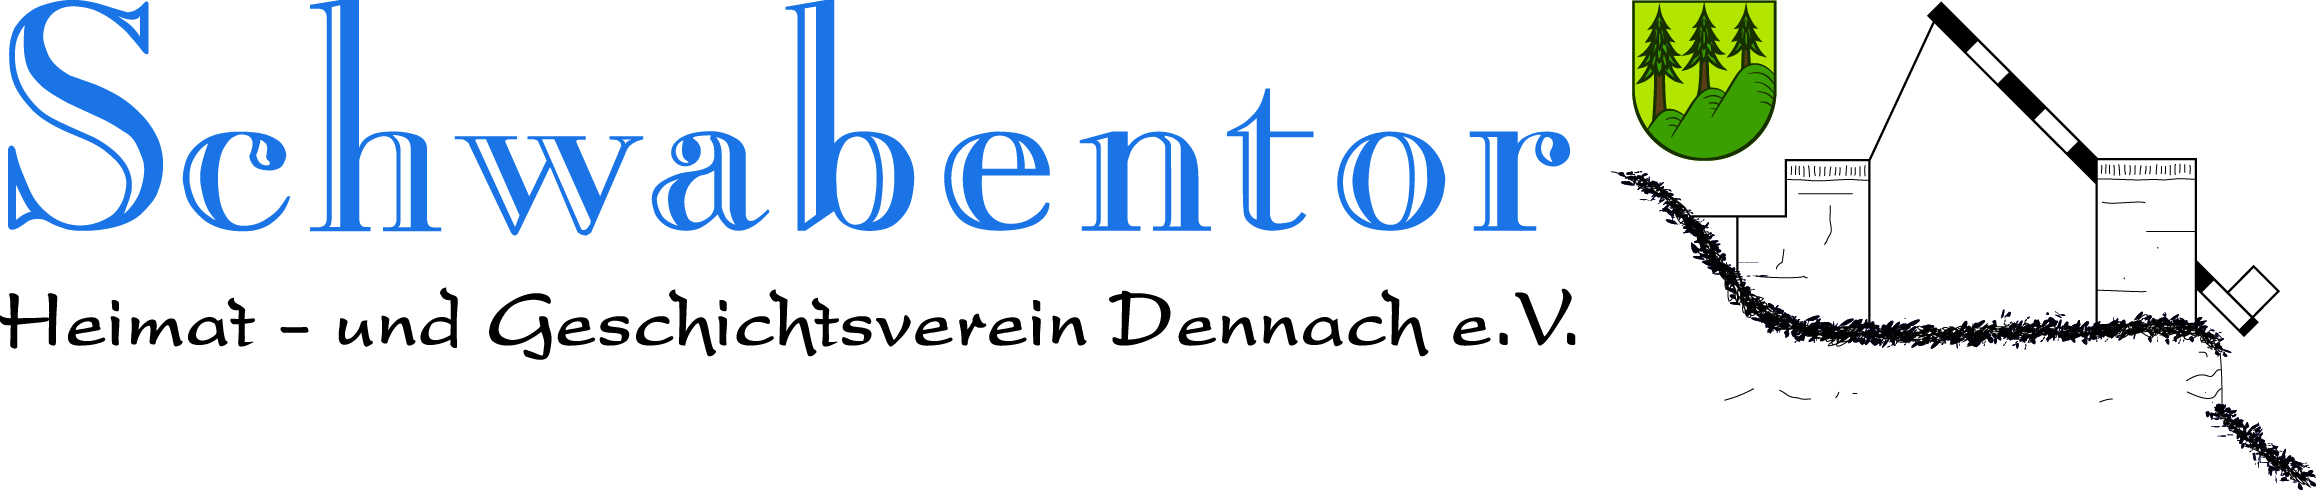 Schwabentor
Heimat - und Geschichtsverein Dennach e.V.